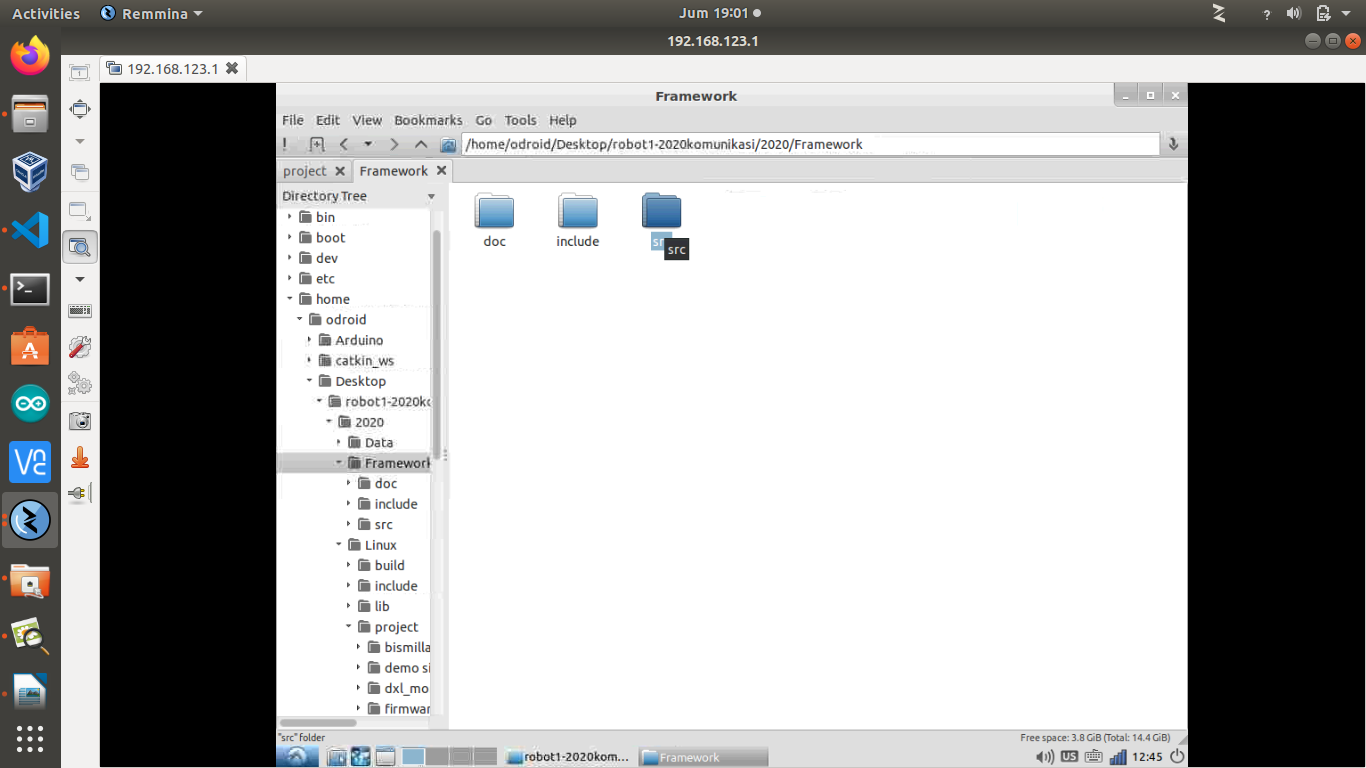 Activities Remmina Jum 19:01
192.168.123.1
192.168.123.1
Framework
File Edit View Bookmarks Go Tools Help
/home/odroid/Desktop/robot1-2020komunikasi/2020/Framework
project Framework
Directory Tree
bin
boot
dev
etc
home
odroid
Arduino
catkin_ws
Desktop
robot1-2020ko
2020
Data
Framework
doc
include
src
Linux
build
include
lib
project
bismilla
demo si
dxl_mo
firmwar
doc include src
"src" folder Free space: 3.8 GiB (Total: 14.4 GiB)
robot1-2020kom... Framework US 12:45